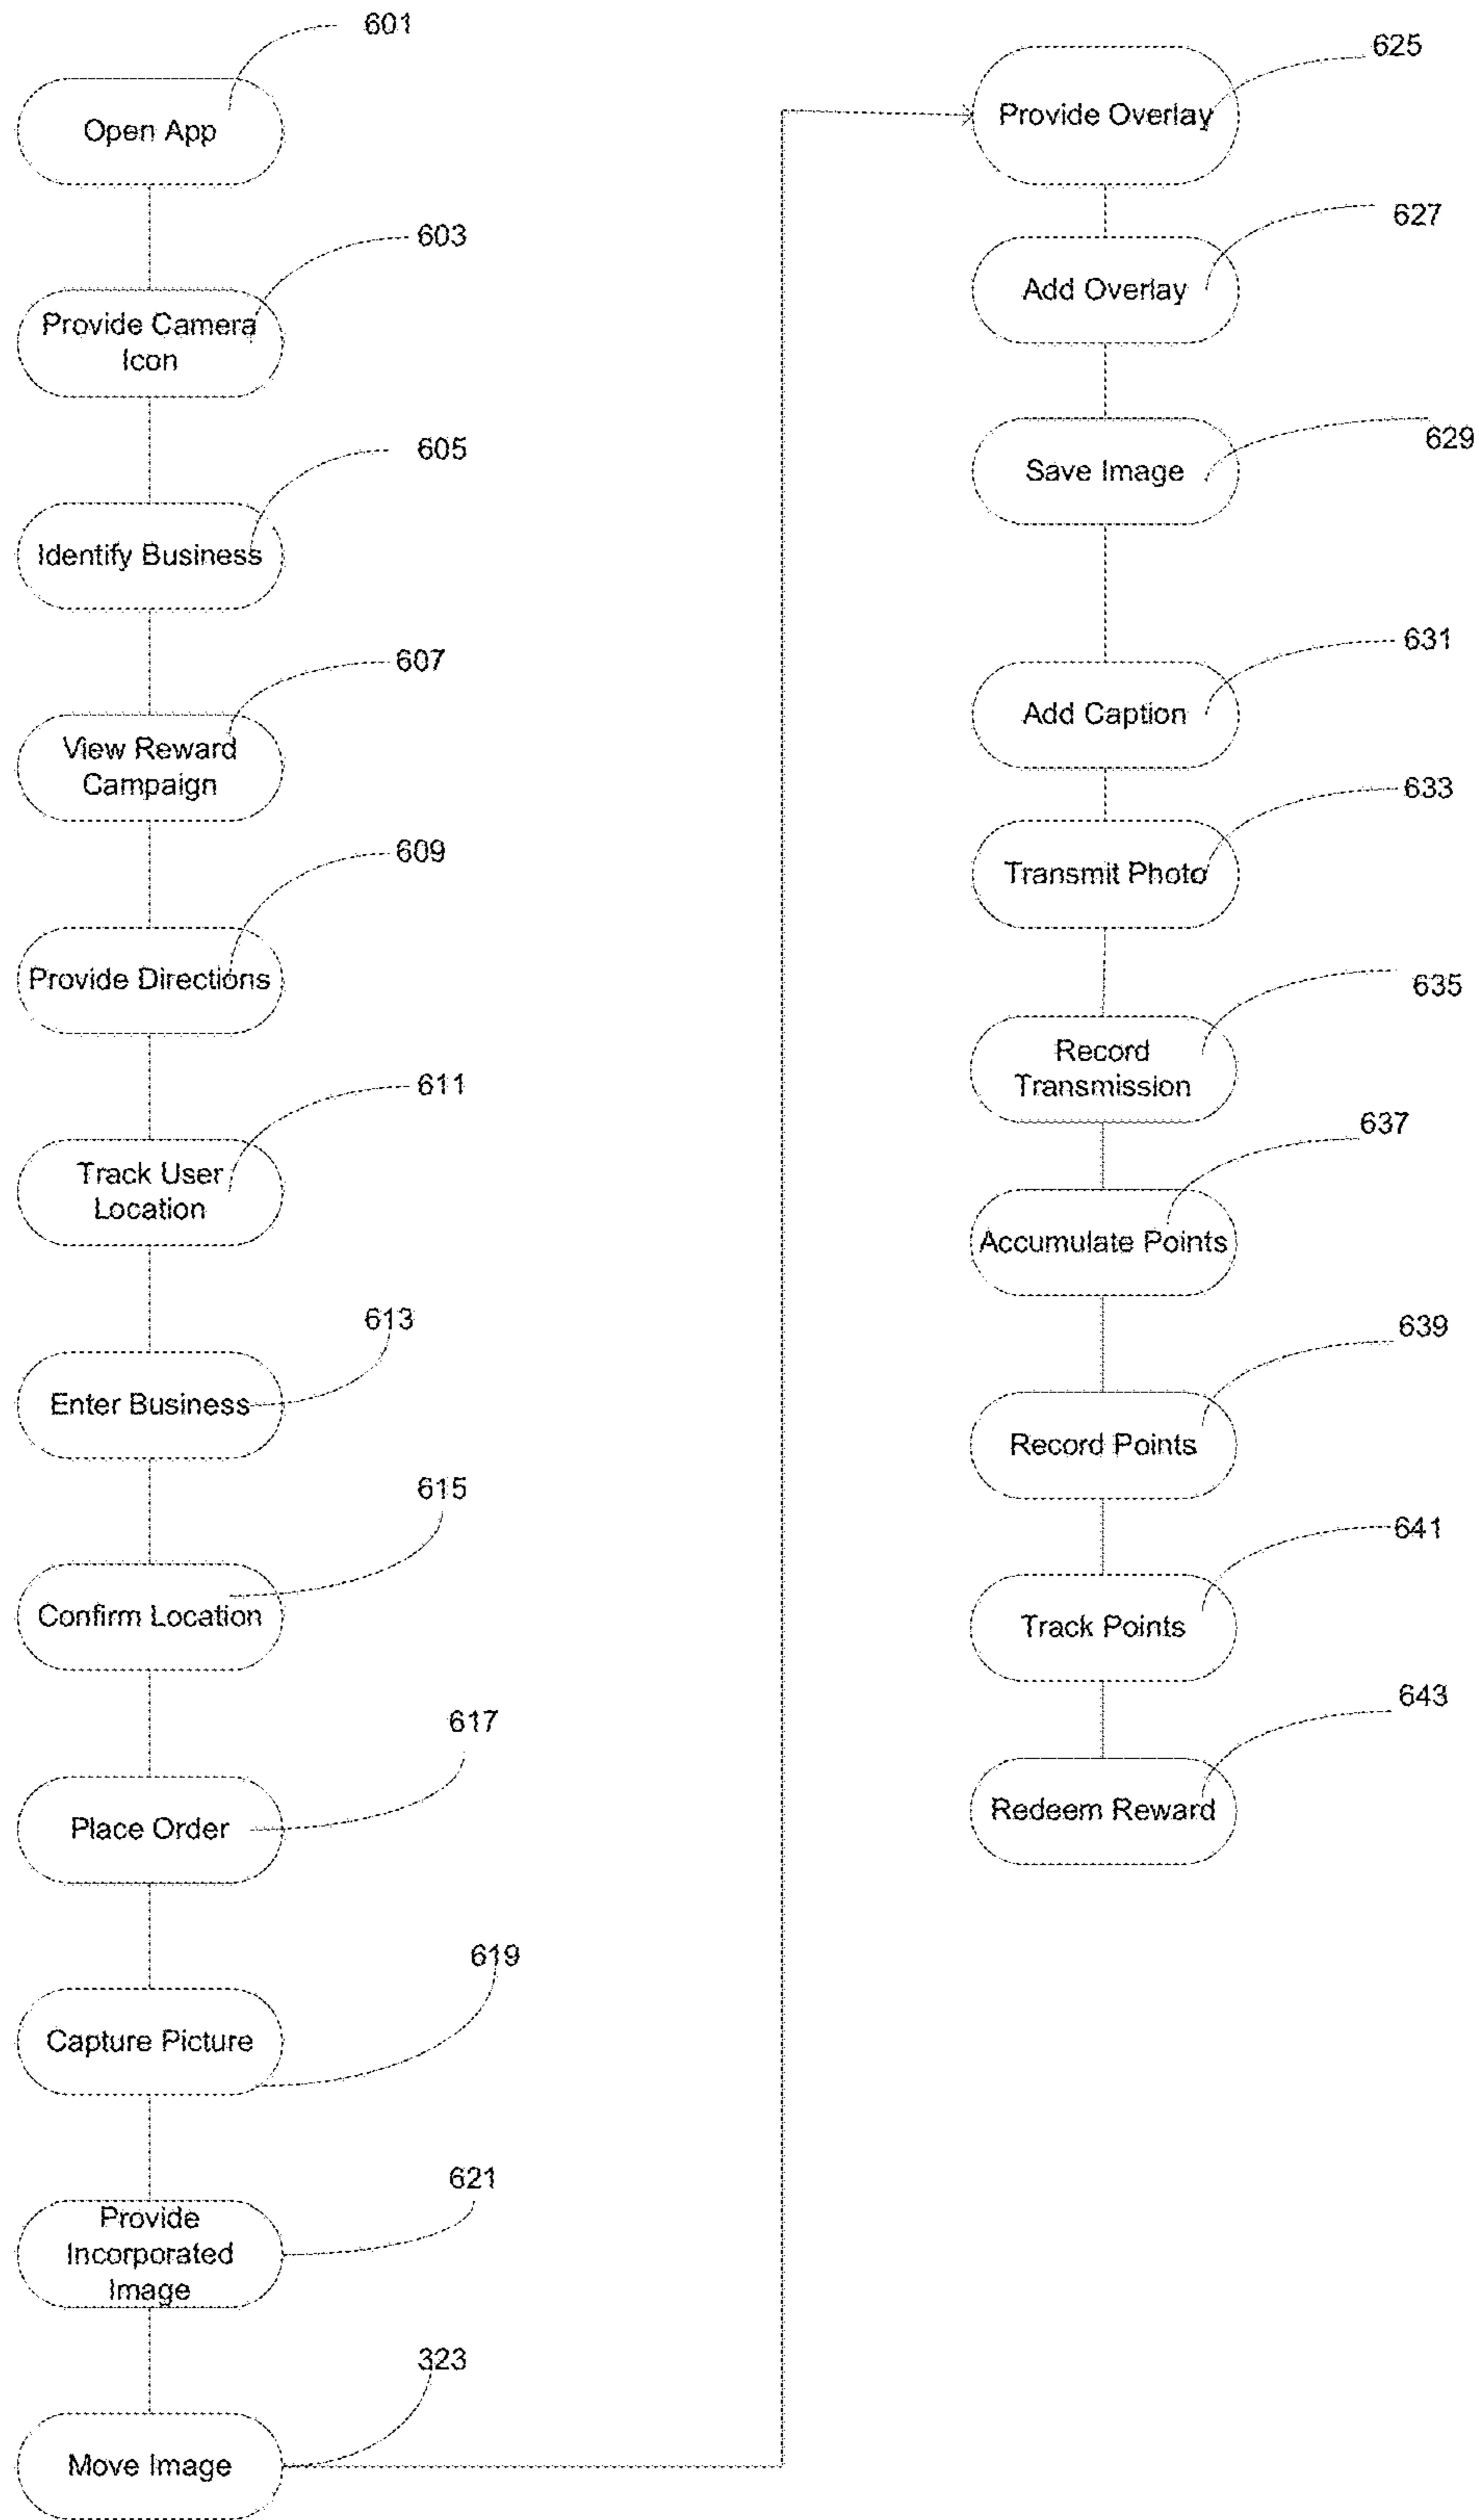 601
Open App
603
Provide Camera
Icon
605
Identify Business
607
View Reward
Campaign
609
Provide Directions
611
Track User
Location
613
Enter Business
615
Confirm Location
617
Place Order
619
Capture Picture
621
Provide
Incorporated
Image
323
Move Image
625
Provide Overlay
627
Add Overlay
629
Save Image
631
Add Caption
633
Transmit Photo
635
Record
Transmission
637
Accumulate Points
639
Record Points
641
Track Points
643
Redeem Reward